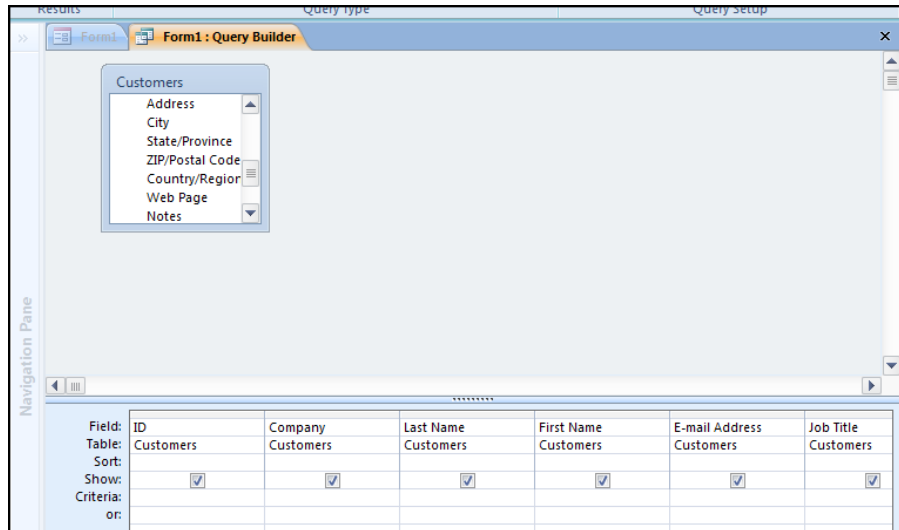 Results Query Type Query Setup
» Form1 Form1 : Query Builder ×
Customers
Address
City
State/Province
ZIP/Postal Code
Country/Region
Web Page
Notes
Navigation Pane
Field: ID Company Last Name First Name E-mail Address Job Title
Table: Customers Customers Customers Customers Customers Customers
Sort:
Show:
Criteria:
or: